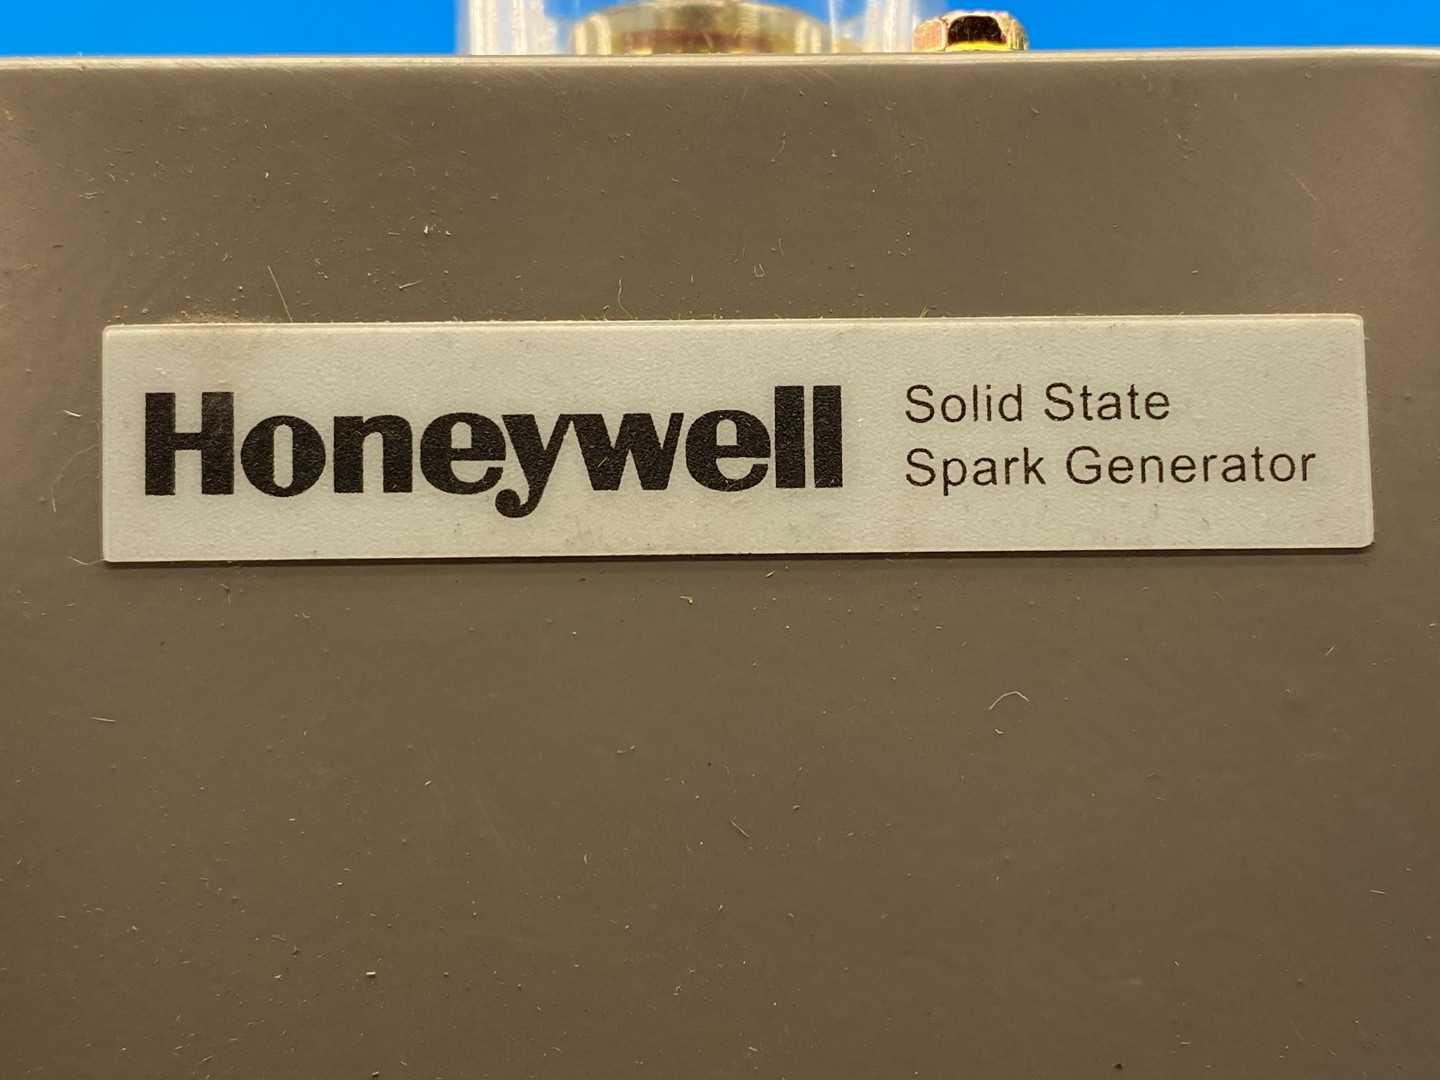 Honeywell
Solid State
Spark Generator